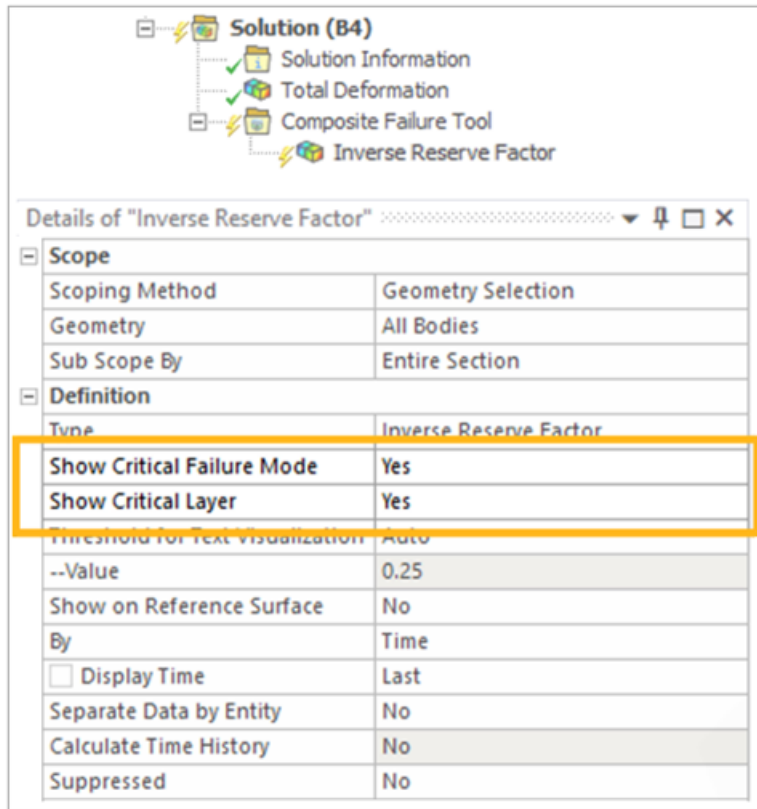 Solution (B4)
Solution Information
Total Deformation
Composite Failure Tool
Inverse Reserve Factor
Details of "Inverse Reserve Factor"
Scope
Scoping Method Geometry Selection
Geometry All Bodies
Sub Scope By Entire Section
Definition
Type Inverse Reserve Factor
Show Critical Failure Mode Yes
Show Critical Layer Yes
Threshold for Text Visualization Auto
--Value 0.25
Show on Reference Surface No
By Time
Display Time Last
Separate Data by Entity No
Calculate Time History No
Suppressed No